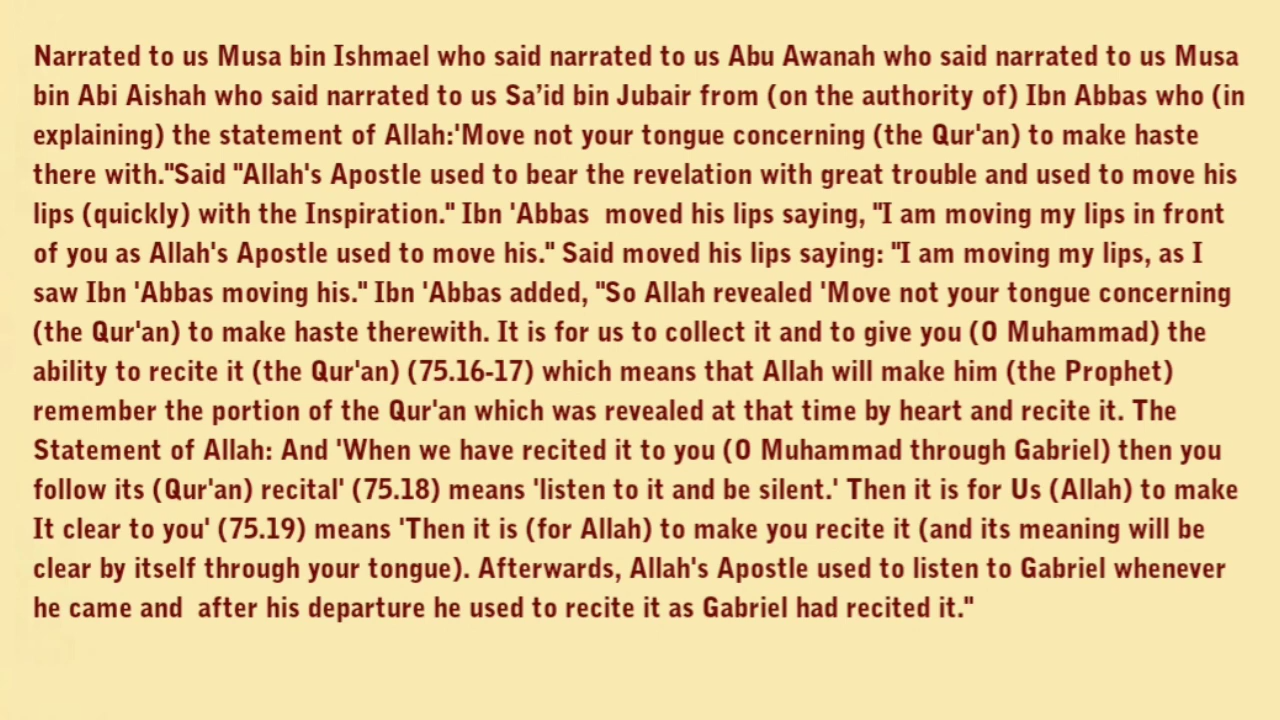 Narrated to us Musa bin Ishmael who said narrated to us Abu Awanah who said narrated to us Musa
bin Abi Aishah who said narrated to us Sa’id bin Jubair from (on the authority of) Ibn Abbas who (in
explaining) the statement of Allah:'Move not your tongue concerning (the Qur'an) to make haste
there with."Said "Allah's Apostle used to bear the revelation with great trouble and used to move his
lips (quickly) with the Inspiration." Ibn 'Abbas  moved his lips saying, "I am moving my lips in front
of you as Allah's Apostle used to move his." Said moved his lips saying: "I am moving my lips, as I
saw Ibn 'Abbas moving his." Ibn 'Abbas added, "So Allah revealed 'Move not your tongue concerning
(the Qur'an) to make haste therewith. It is for us to collect it and to give you (O Muhammad) the
ability to recite it (the Qur'an) (75.16-17) which means that Allah will make him (the Prophet)
remember the portion of the Qur'an which was revealed at that time by heart and recite it. The
Statement of Allah: And 'When we have recited it to you (O Muhammad through Gabriel) then you
follow its (Qur'an) recital' (75.18) means 'listen to it and be silent.' Then it is for Us (Allah) to make
It clear to you' (75.19) means 'Then it is (for Allah) to make you recite it (and its meaning will be
clear by itself through your tongue). Afterwards, Allah's Apostle used to listen to Gabriel whenever
he came and  after his departure he used to recite it as Gabriel had recited it."